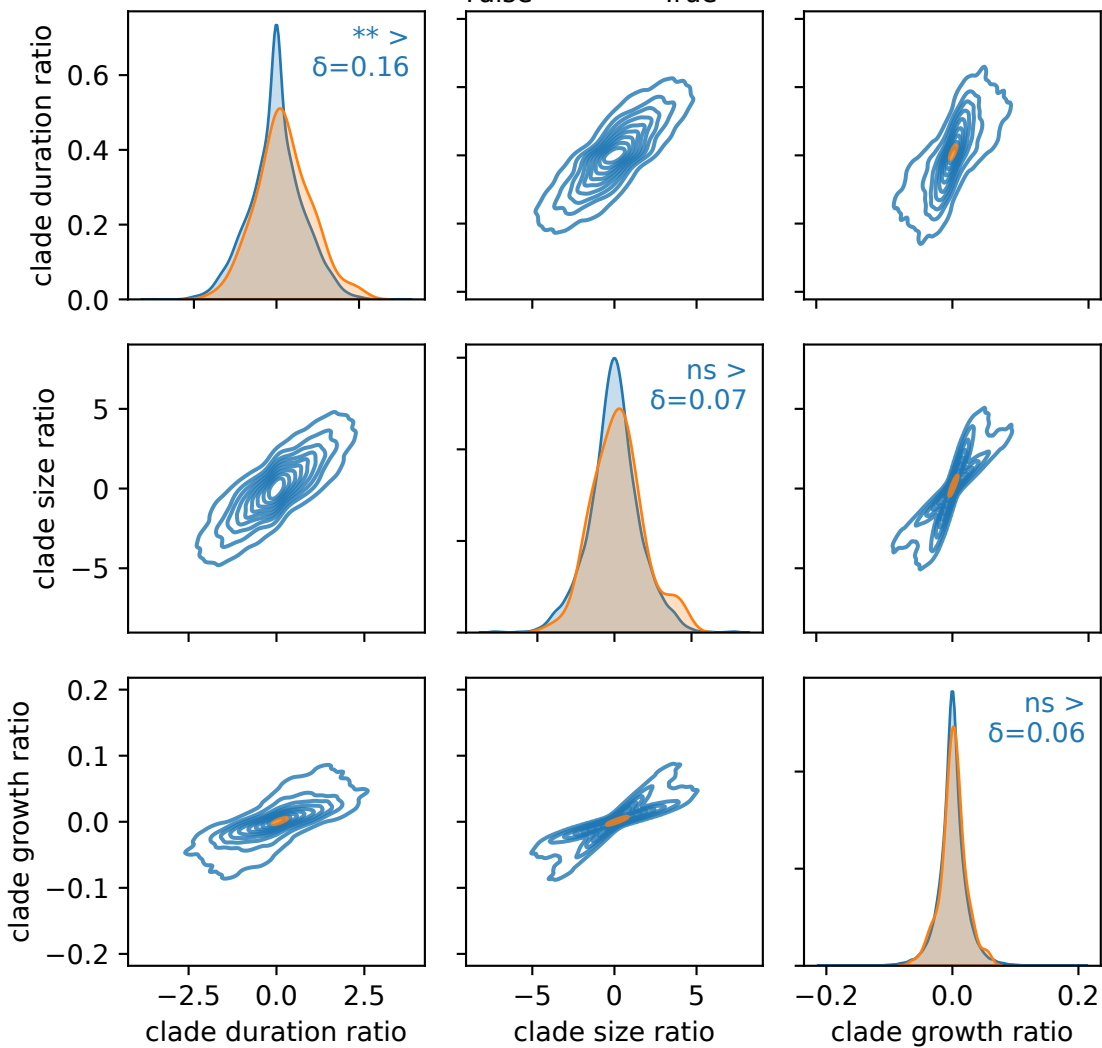 clade duration ratio
0.6
0.4
0.2
0.0
** >
δ=0.16
clade size ratio
5
0
−5
ns >
δ=0.07
clade growth ratio
0.2
0.1
0.0
−0.1
−0.2
ns >
δ=0.06
−2.5 0.0 2.5
−5 0 5
−0.2 0.0 0.2
clade duration ratio
clade size ratio
clade growth ratio